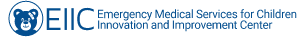 EIIC
Emergency Medical Services for Children
Innovation and Improvement Center